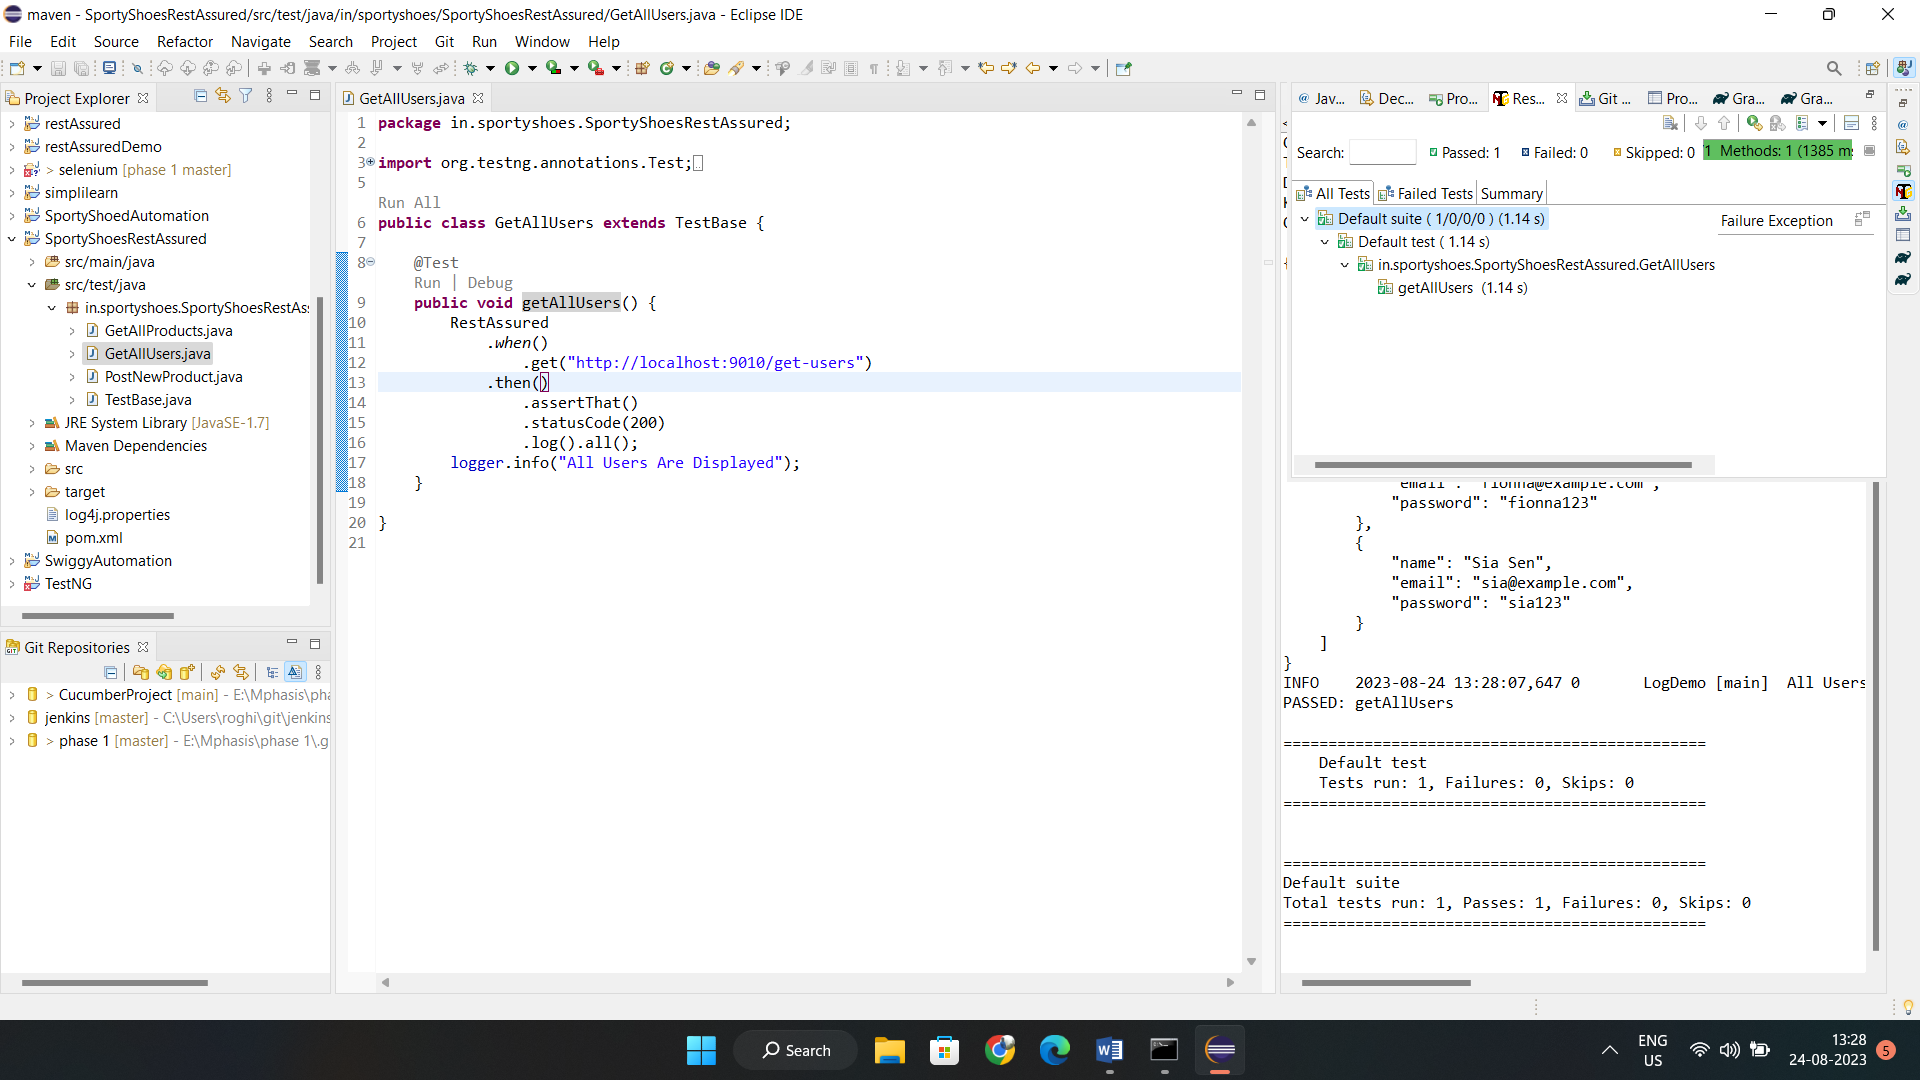 maven - SportyShoesRestAssured/src/test/java/in/sportyshoes/SportyShoesRestAssured/GetAllUsers.java - Eclipse IDE
File Edit Source Refactor Navigate Search Project Git Run Window Help
Project Explorer
restAssured
restAssuredDemo
> selenium [phase 1 master]
simplilearn
SportyShoedAutomation
SportyShoesRestAssured
src/main/java
src/test/java
in.sportyshoes.SportyShoesRestAs
GetAllProducts.java
GetAllUsers.java
PostNewProduct.java
TestBase.java
JRE System Library [JavaSE-1.7]
Maven Dependencies
src
target
log4j.properties
pom.xml
SwiggyAutomation
TestNG
Git Repositories
> CucumberProject [main] - E:\Mphasis\pha
jenkins [master] - C:\Users\roghi\git\jenkins
> phase 1 [master] - E:\Mphasis\phase 1\.g
GetAllUsers.java
1 package in.sportyshoes.SportyShoesRestAssured;
2
3 import org.testng.annotations.Test;
5
Run All
6 public class GetAllUsers extends TestBase {
7
8 @Test
Run | Debug
9 public void getAllUsers() {
10 RestAssured
11 .when()
12 .get("http://localhost:9010/get-users")
13 .then()
14 .assertThat()
15 .statusCode(200)
16 .log().all();
17 logger.info("All Users Are Displayed");
18 }
19
20 }
21
@ Jav... Dec... Pro... Res... Git ... Pro... Gra... Gra...
Search: Passed: 1 Failed: 0 Skipped: 0 Methods: 1 (1385 m
All Tests Failed Tests Summary
Default suite ( 1/0/0/0 ) (1.14 s)
Failure Exception
Default test ( 1.14 s)
in.sportyshoes.SportyShoesRestAssured.GetAllUsers
getAllUsers (1.14 s)
"email": "fionna@example.com",
"password": "fionna123"
},
{
"name": "Sia Sen",
"email": "sia@example.com",
"password": "sia123"
}
]
}
INFO 2023-08-24 13:28:07,647 0 LogDemo [main] All Users
PASSED: getAllUsers
===============================================
Default test
Tests run: 1, Failures: 0, Skips: 0
===============================================
===============================================
Default suite
Total tests run: 1, Passes: 1, Failures: 0, Skips: 0
===============================================
Search
ENG
US
13:28
24-08-2023
5